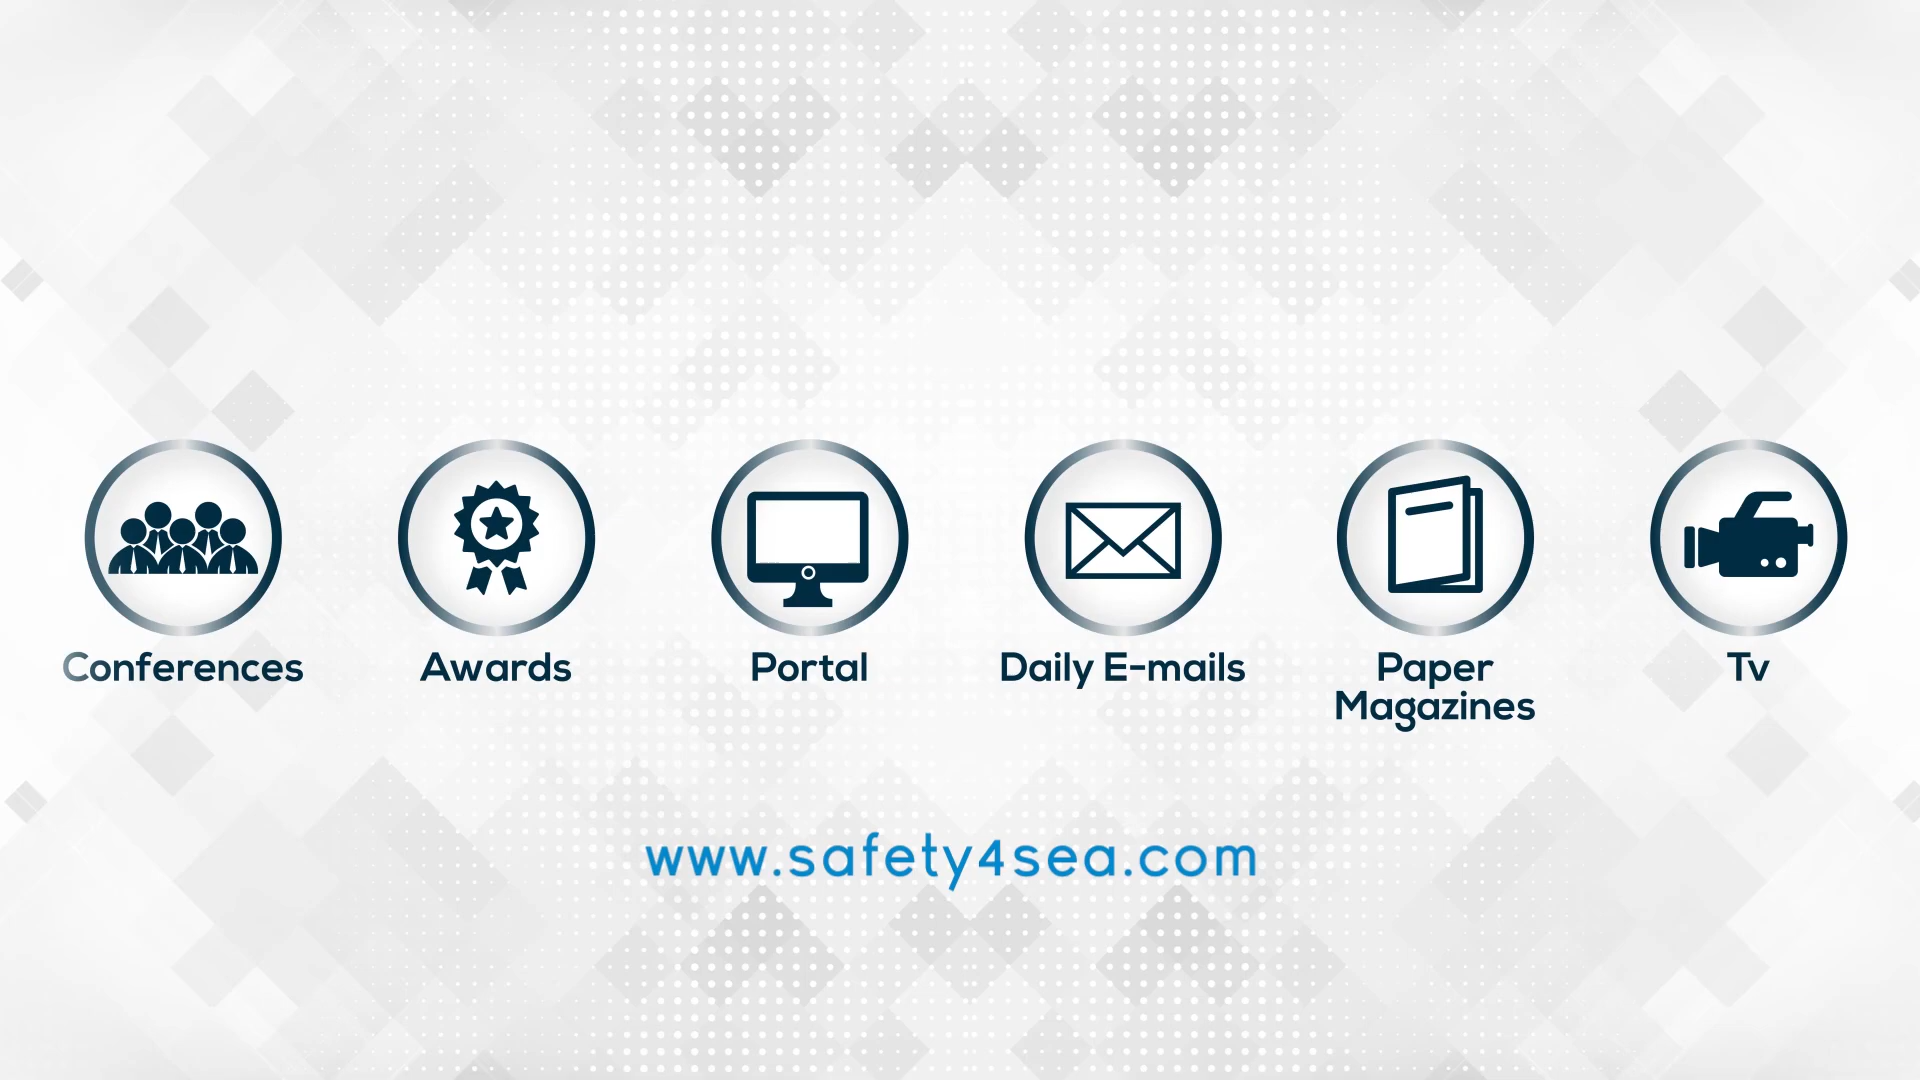 Conferences
Awards
Portal
Daily E-mails
Paper
Magazines
Tv
www.safety4sea.com